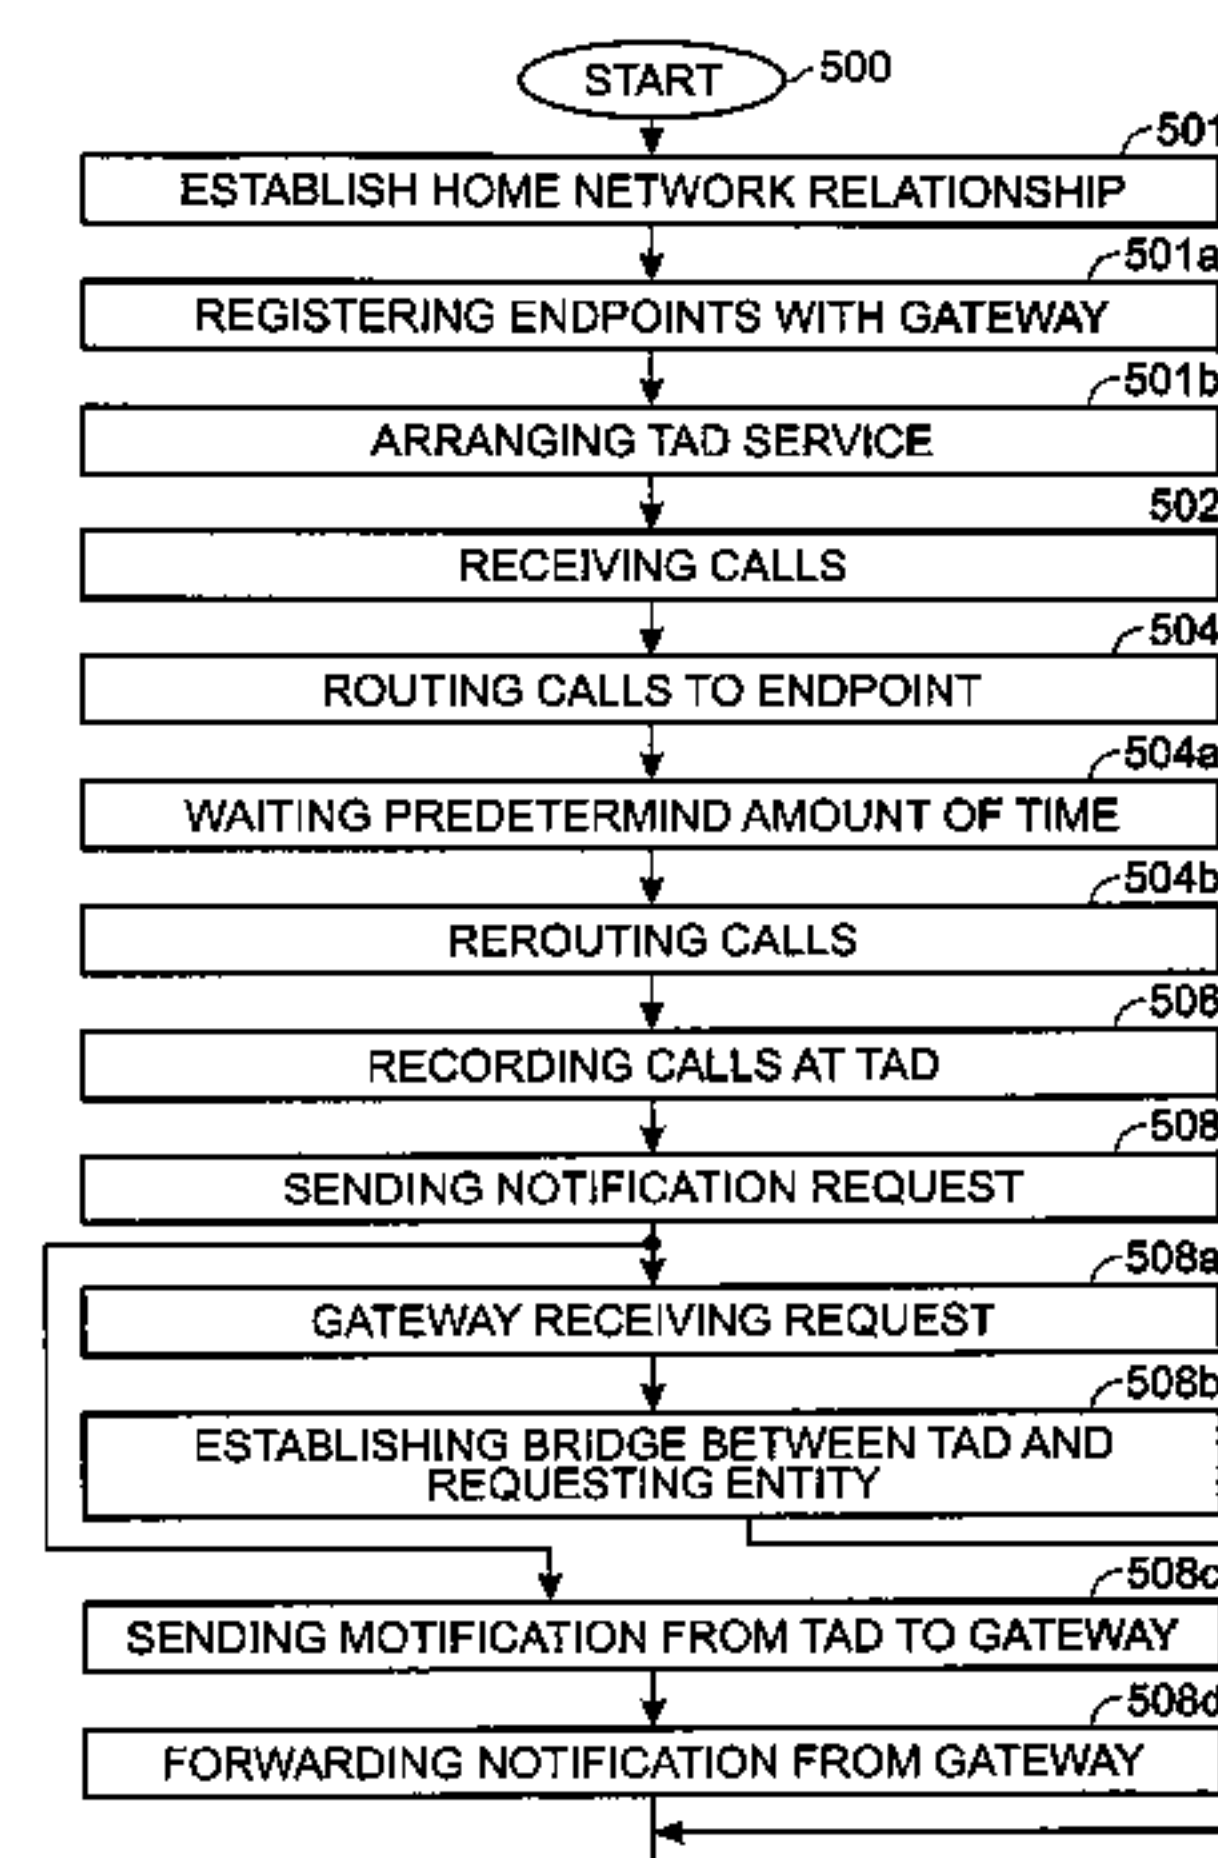 START
500
501
ESTABLISH HOME NETWORK RELATIONSHIP
501a
REGISTERING ENDPOINTS WITH GATEWAY
501b
ARRANGING TAD SERVICE
502
RECEIVING CALLS
504
ROUTING CALLS TO ENDPOINT
504a
WAITING PREDETERMIND AMOUNT OF TIME
504b
REROUTING CALLS
506
RECORDING CALLS AT TAD
508
SENDING NOTIFICATION REQUEST
508a
GATEWAY RECEIVING REQUEST
508b
ESTABLISHING BRIDGE BETWEEN TAD AND
REQUESTING ENTITY
508c
SENDING MOTIFICATION FROM TAD TO GATEWAY
508d
FORWARDING NOTIFICATION FROM GATEWAY